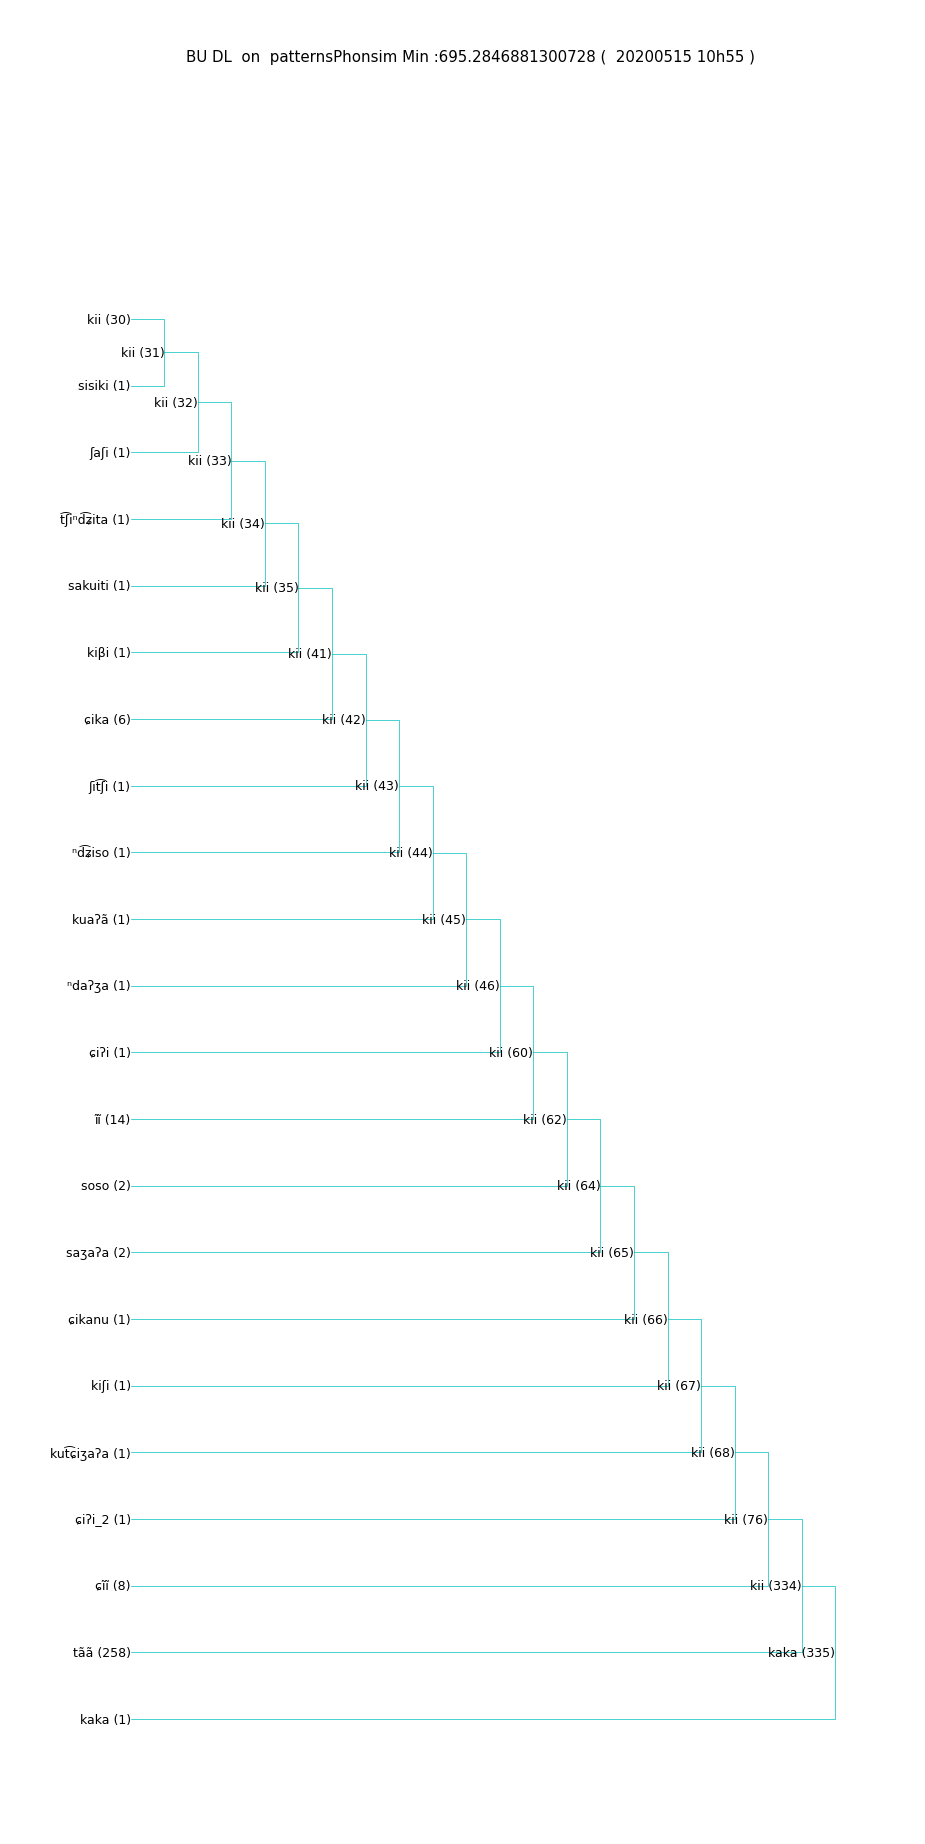 BU DL on patternsPhonsim Min :695.2846881300728 ( 20200515 10h55 )
kii (30)
kii (31)
sisiki (1)
kii (32)
ʃaʃi (1)
kii (33)
t͡ʃiⁿd͡ʑita (1)
kii (34)
sakuiti (1)
kii (35)
kiβi (1)
kii (41)
ɕika (6)
kii (42)
ʃit͡ʃi (1)
kii (43)
ⁿd͡ʑiso (1)
kii (44)
kuaʔã (1)
kii (45)
ⁿdaʔʒa (1)
kii (46)
ɕiʔi (1)
kii (60)
ĩĩ (14)
kii (62)
soso (2)
kii (64)
saʒaʔa (2)
kii (65)
ɕikanu (1)
kii (66)
kiʃi (1)
kii (67)
kut͡ɕiʒaʔa (1)
kii (68)
ɕiʔi_2 (1)
kii (76)
ɕĩĩ (8)
kii (334)
tãã (258)
kaka (335)
kaka (1)